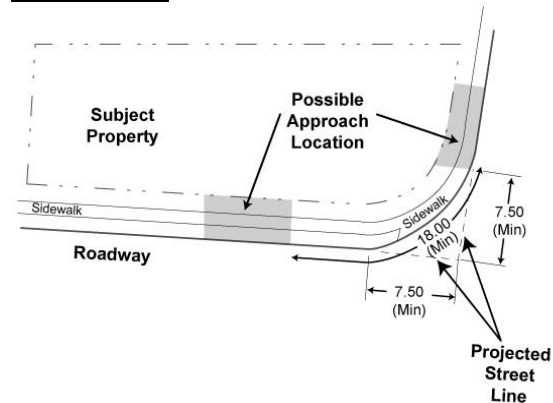 Subject
Property
Possible
Approach
Location
Sidewalk
Sidewalk
Roadway
18.00
(Min)
7.50
(Min)
7.50
(Min)
Projected
Street
Line